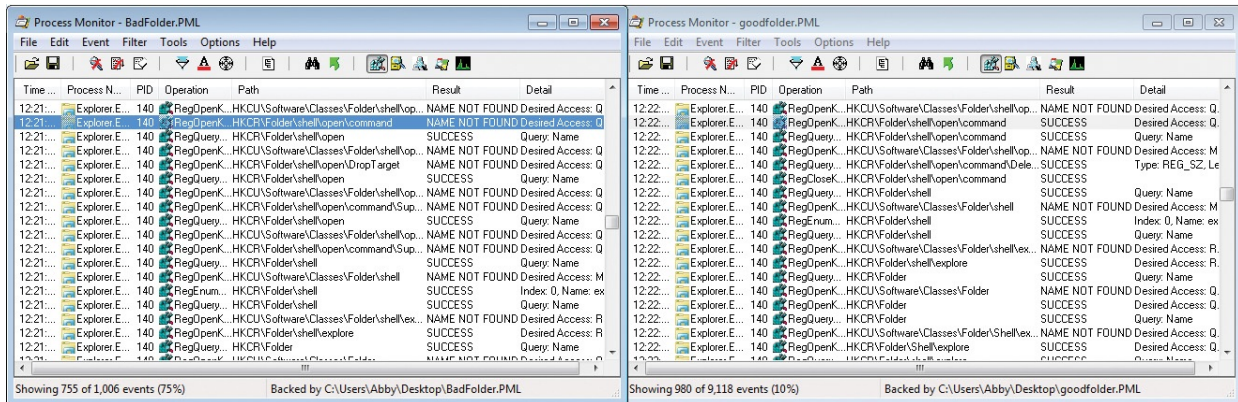 Process Monitor - BadFolder.PML
File Edit Event Filter Tools Options Help
Time ... Process N... PID Operation Path Result Detail
12:21:... Explorer.E... 140 RegOpenK... HKCU\Software\Classes\Folder\shell\op... NAME NOT FOUND Desired Access: Q
12:21:... Explorer.E... 140 RegOpenK... HKCR\Folder\shell\open\command NAME NOT FOUND Desired Access: Q
12:21:... Explorer.E... 140 RegQuery... HKCR\Folder\shell\open SUCCESS Query: Name
12:21:... Explorer.E... 140 RegOpenK... HKCU\Software\Classes\Folder\shell\op... NAME NOT FOUND Desired Access: Q
12:21:... Explorer.E... 140 RegOpenK... HKCR\Folder\shell\open\DropTarget NAME NOT FOUND Desired Access: Q
12:21:... Explorer.E... 140 RegQuery... HKCR\Folder\shell\open SUCCESS Query: Name
12:21:... Explorer.E... 140 RegOpenK... HKCU\Software\Classes\Folder\shell\op... NAME NOT FOUND Desired Access: Q
12:21:... Explorer.E... 140 RegOpenK... HKCR\Folder\shell\open\command\Sup... NAME NOT FOUND Desired Access: Q
12:21:... Explorer.E... 140 RegQuery... HKCR\Folder\shell\open SUCCESS Query: Name
12:21:... Explorer.E... 140 RegOpenK... HKCU\Software\Classes\Folder\shell\op... NAME NOT FOUND Desired Access: Q
12:21:... Explorer.E... 140 RegOpenK... HKCR\Folder\shell\open\command\Sup... NAME NOT FOUND Desired Access: Q
12:21:... Explorer.E... 140 RegQuery... HKCR\Folder\shell SUCCESS Query: Name
12:21:... Explorer.E... 140 RegOpenK... HKCU\Software\Classes\Folder\shell NAME NOT FOUND Desired Access: M
12:21:... Explorer.E... 140 RegEnum... HKCR\Folder\shell SUCCESS Index: 0, Name: ex
12:21:... Explorer.E... 140 RegQuery... HKCR\Folder\shell SUCCESS Query: Name
12:21:... Explorer.E... 140 RegOpenK... HKCU\Software\Classes\Folder\shell\ex... NAME NOT FOUND Desired Access: R
12:21:... Explorer.E... 140 RegOpenK... HKCR\Folder\shell\explore SUCCESS Desired Access: R
12:21:... Explorer.E... 140 RegQuery... HKCR\Folder SUCCESS Query: Name
Showing 755 of 1,006 events (75%) Backed by C:\Users\Abby\Desktop\BadFolder.PML
Process Monitor - goodfolder.PML
File Edit Event Filter Tools Options Help
Time ... Process N... PID Operation Path Result Detail
12:22:... Explorer.E... 140 RegOpenK... HKCU\Software\Classes\Folder\shell\op... NAME NOT FOUND Desired Access: Q.
12:22:... Explorer.E... 140 RegOpenK... HKCR\Folder\shell\open\command SUCCESS Desired Access: Q.
12:22:... Explorer.E... 140 RegQuery... HKCR\Folder\shell\open\command SUCCESS Query: Name
12:22:... Explorer.E... 140 RegOpenK... HKCU\Software\Classes\Folder\shell\op... NAME NOT FOUND Desired Access: M
12:22:... Explorer.E... 140 RegQuery... HKCR\Folder\shell\open\command\Dele... SUCCESS Type: REG_SZ, Le
12:22:... Explorer.E... 140 RegCloseK... HKCR\Folder\shell\open\command SUCCESS
12:22:... Explorer.E... 140 RegQuery... HKCR\Folder\shell SUCCESS Query: Name
12:22:... Explorer.E... 140 RegOpenK... HKCU\Software\Classes\Folder\shell NAME NOT FOUND Desired Access: M
12:22:... Explorer.E... 140 RegEnum... HKCR\Folder\shell SUCCESS Index: 0, Name: ex
12:22:... Explorer.E... 140 RegQuery... HKCR\Folder\shell SUCCESS Query: Name
12:22:... Explorer.E... 140 RegOpenK... HKCU\Software\Classes\Folder\shell\ex... NAME NOT FOUND Desired Access: R.
12:22:... Explorer.E... 140 RegOpenK... HKCR\Folder\shell\explore SUCCESS Desired Access: R.
12:22:... Explorer.E... 140 RegQuery... HKCR\Folder SUCCESS Query: Name
12:22:... Explorer.E... 140 RegOpenK... HKCU\Software\Classes\Folder NAME NOT FOUND Desired Access: Q.
12:22:... Explorer.E... 140 RegQuery... HKCR\Folder SUCCESS Query: Name
12:22:... Explorer.E... 140 RegOpenK... HKCU\Software\Classes\Folder\Shell\ex... NAME NOT FOUND Desired Access: Q.
12:22:... Explorer.E... 140 RegOpenK... HKCR\Folder\Shell\explore SUCCESS Desired Access: Q.
Showing 980 of 9,118 events (10%) Backed by C:\Users\Abby\Desktop\goodfolder.PML